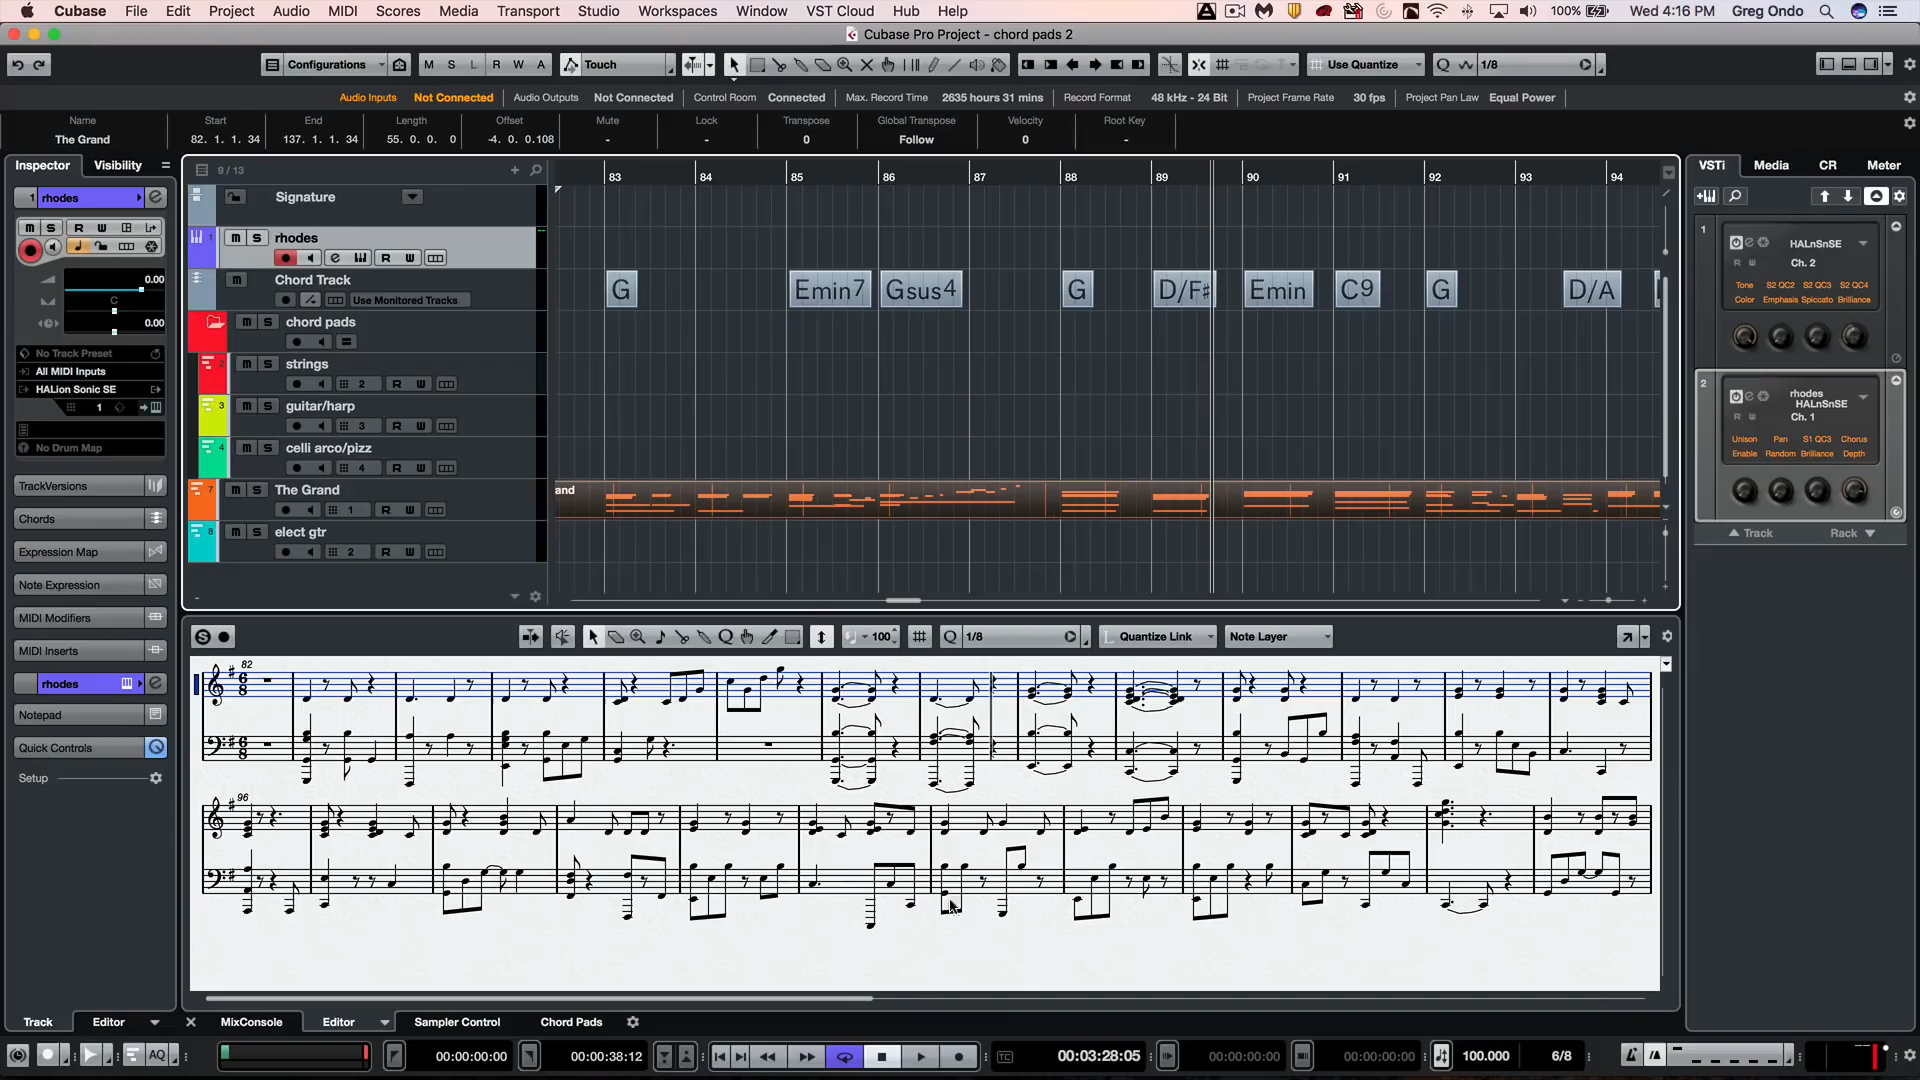 Cubase File Edit Project Audio MIDI Scores Media Transport Studio Workspaces Window VST Cloud Hub Help 100% Wed 4:16 PM Greg Ondo
Cubase Pro Project - chord pads 2
Configurations M S L R W A Touch Use Quantize Q 1/8
Audio Inputs Not Connected Audio Outputs Not Connected Control Room Connected Max. Record Time 2635 hours 31 mins Record Format 48 kHz - 24 Bit Project Frame Rate 30 fps Project Pan Law Equal Power
Name Start End Length Offset Mute Lock Transpose Global Transpose Velocity Root Key
The Grand 82. 1. 1. 34 137. 1. 1. 34 55. 0. 0. 0 -4. 0. 0.108 - - 0 Follow 0 -
Inspector Visibility
1 rhodes
M S R W
0.00
C
0.00
No Track Preset
All MIDI Inputs
HALion Sonic SE
1
No Drum Map
TrackVersions
Chords
Expression Map
Note Expression
MIDI Modifiers
MIDI Inserts
rhodes
Notepad
Quick Controls
Setup
9 / 13
Signature
1 M S rhodes
R W
M Chord Track
Use Monitored Tracks
M S chord pads
2 M S strings
2 R W
3 M S guitar/harp
3 R W
4 M S celli arco/pizz
4 R W
7 M S The Grand
1 R W
8 M S elect gtr
2 R W
83 84 85 86 87 88 89 90 91 92 93 94
G Emin7 Gsus4 G D/F# Emin C9 G D/A
and
VSTi Media CR Meter
1 HALnSnSE
R W Ch. 2
Tone S2 QC2 S2 QC3 S2 QC4
Color Emphasis Spiccato Brilliance
2 rhodes
HALnSnSE
R W Ch. 1
Unison Pan S1 QC3 Chorus
Enable Random Brilliance Depth
Track Rack
S 100 Q 1/8 L Quantize Link Note Layer
82
6
8
6
8
96
Track Editor MixConsole Editor Sampler Control Chord Pads
AQ 00:00:00:00 00:00:38:12 TC 00:03:28:05 00:00:00:00 00:00:00:00 100.000 6/8